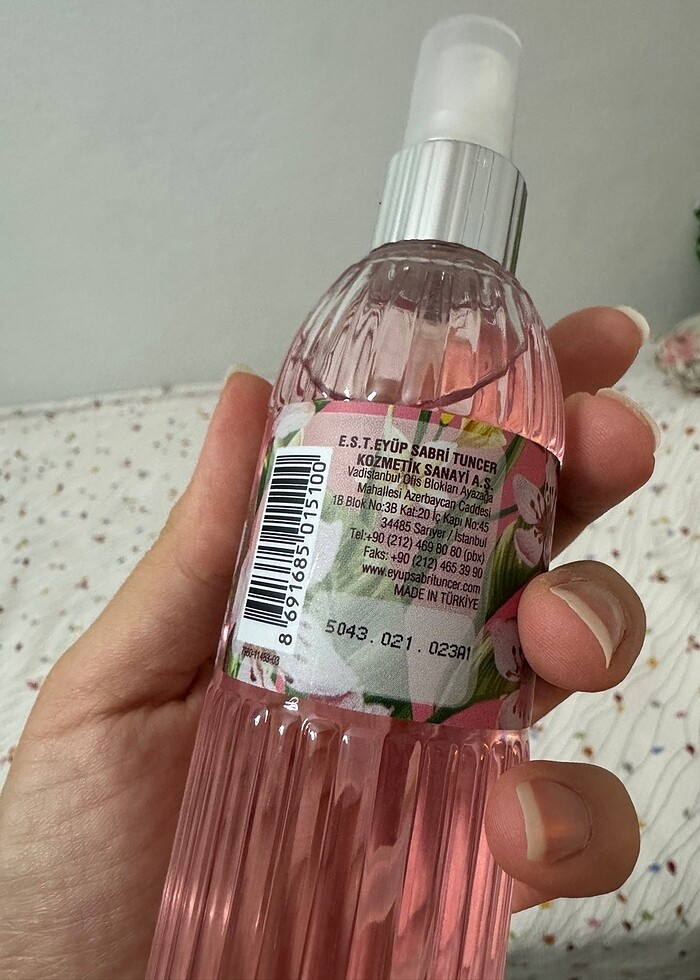 E.S.T.EYÜP SABRİ TUNCER
KOZMETİK SANAYİ A.Ş.
Vadistanbul Ofis Blokları Ayazağa
Mahallesi Azerbaycan Caddesi
1B Blok No:3B Kat:20 İç Kapı No:45
34485 Sarıyer / İstanbul
Tel:+90 (212) 469 80 80 (pbx)
Faks: +90 (212) 465 39 90
www.eyupsabrituncer.com
MADE IN TÜRKİYE
8 691685 015100
5043.021.023A1